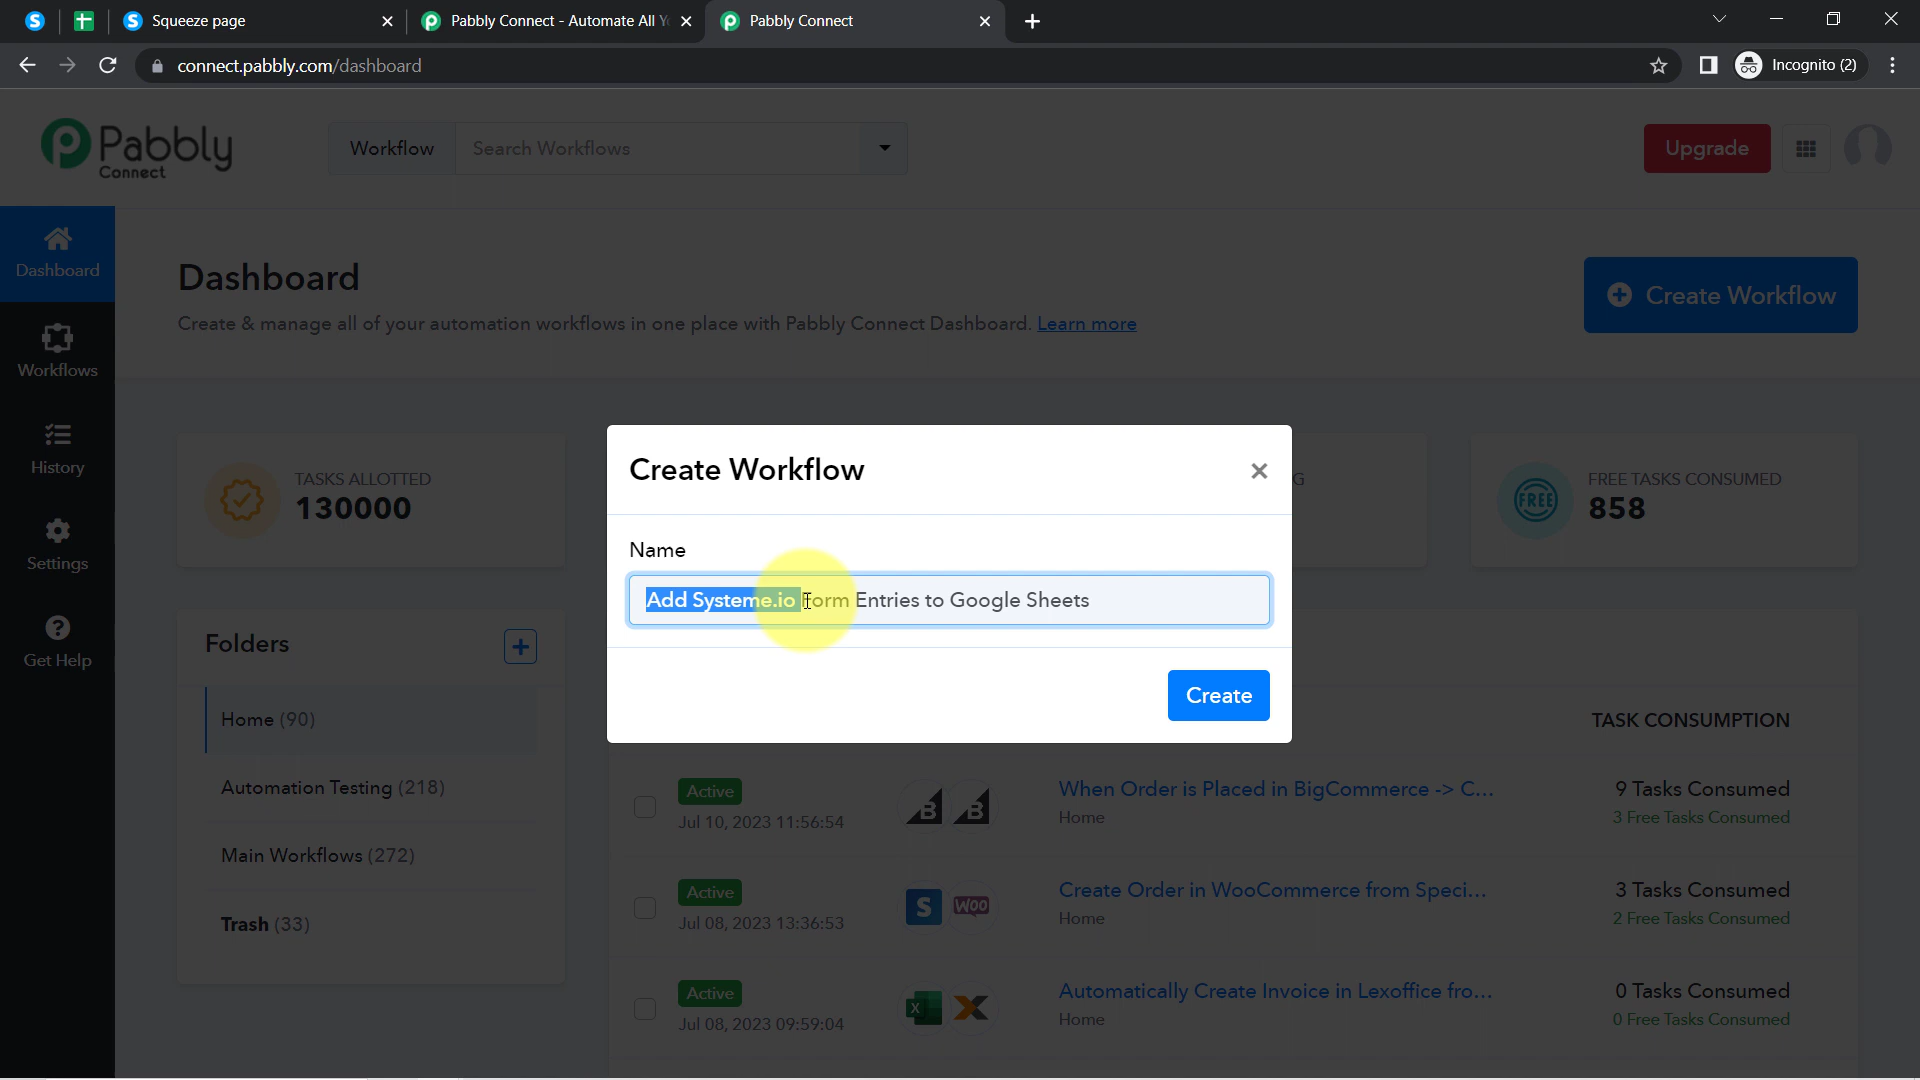 Squeeze page
Pabbly Connect - Automate All Y
Pabbly Connect
connect.pabbly.com/dashboard
Incognito (2)
Pabbly
Connect
Workflow
Search Workflows
Upgrade
Dashboard
Workflows
History
Settings
Get Help
Dashboard
Create & manage all of your automation workflows in one place with Pabbly Connect Dashboard. Learn more
Create Workflow
TASKS ALLOTTED
130000
G
FREE
FREE TASKS CONSUMED
858
Create Workflow
Name
Add Systeme.io Form Entries to Google Sheets
Create
Folders
Home (90)
Automation Testing (218)
Main Workflows (272)
Trash (33)
TASK CONSUMPTION
Active
Jul 10, 2023 11:56:54
When Order is Placed in BigCommerce -> C...
Home
9 Tasks Consumed
3 Free Tasks Consumed
Active
Jul 08, 2023 13:36:53
Woo
Create Order in WooCommerce from Speci...
Home
3 Tasks Consumed
2 Free Tasks Consumed
Active
Jul 08, 2023 09:59:04
Automatically Create Invoice in Lexoffice fro...
Home
0 Tasks Consumed
0 Free Tasks Consumed